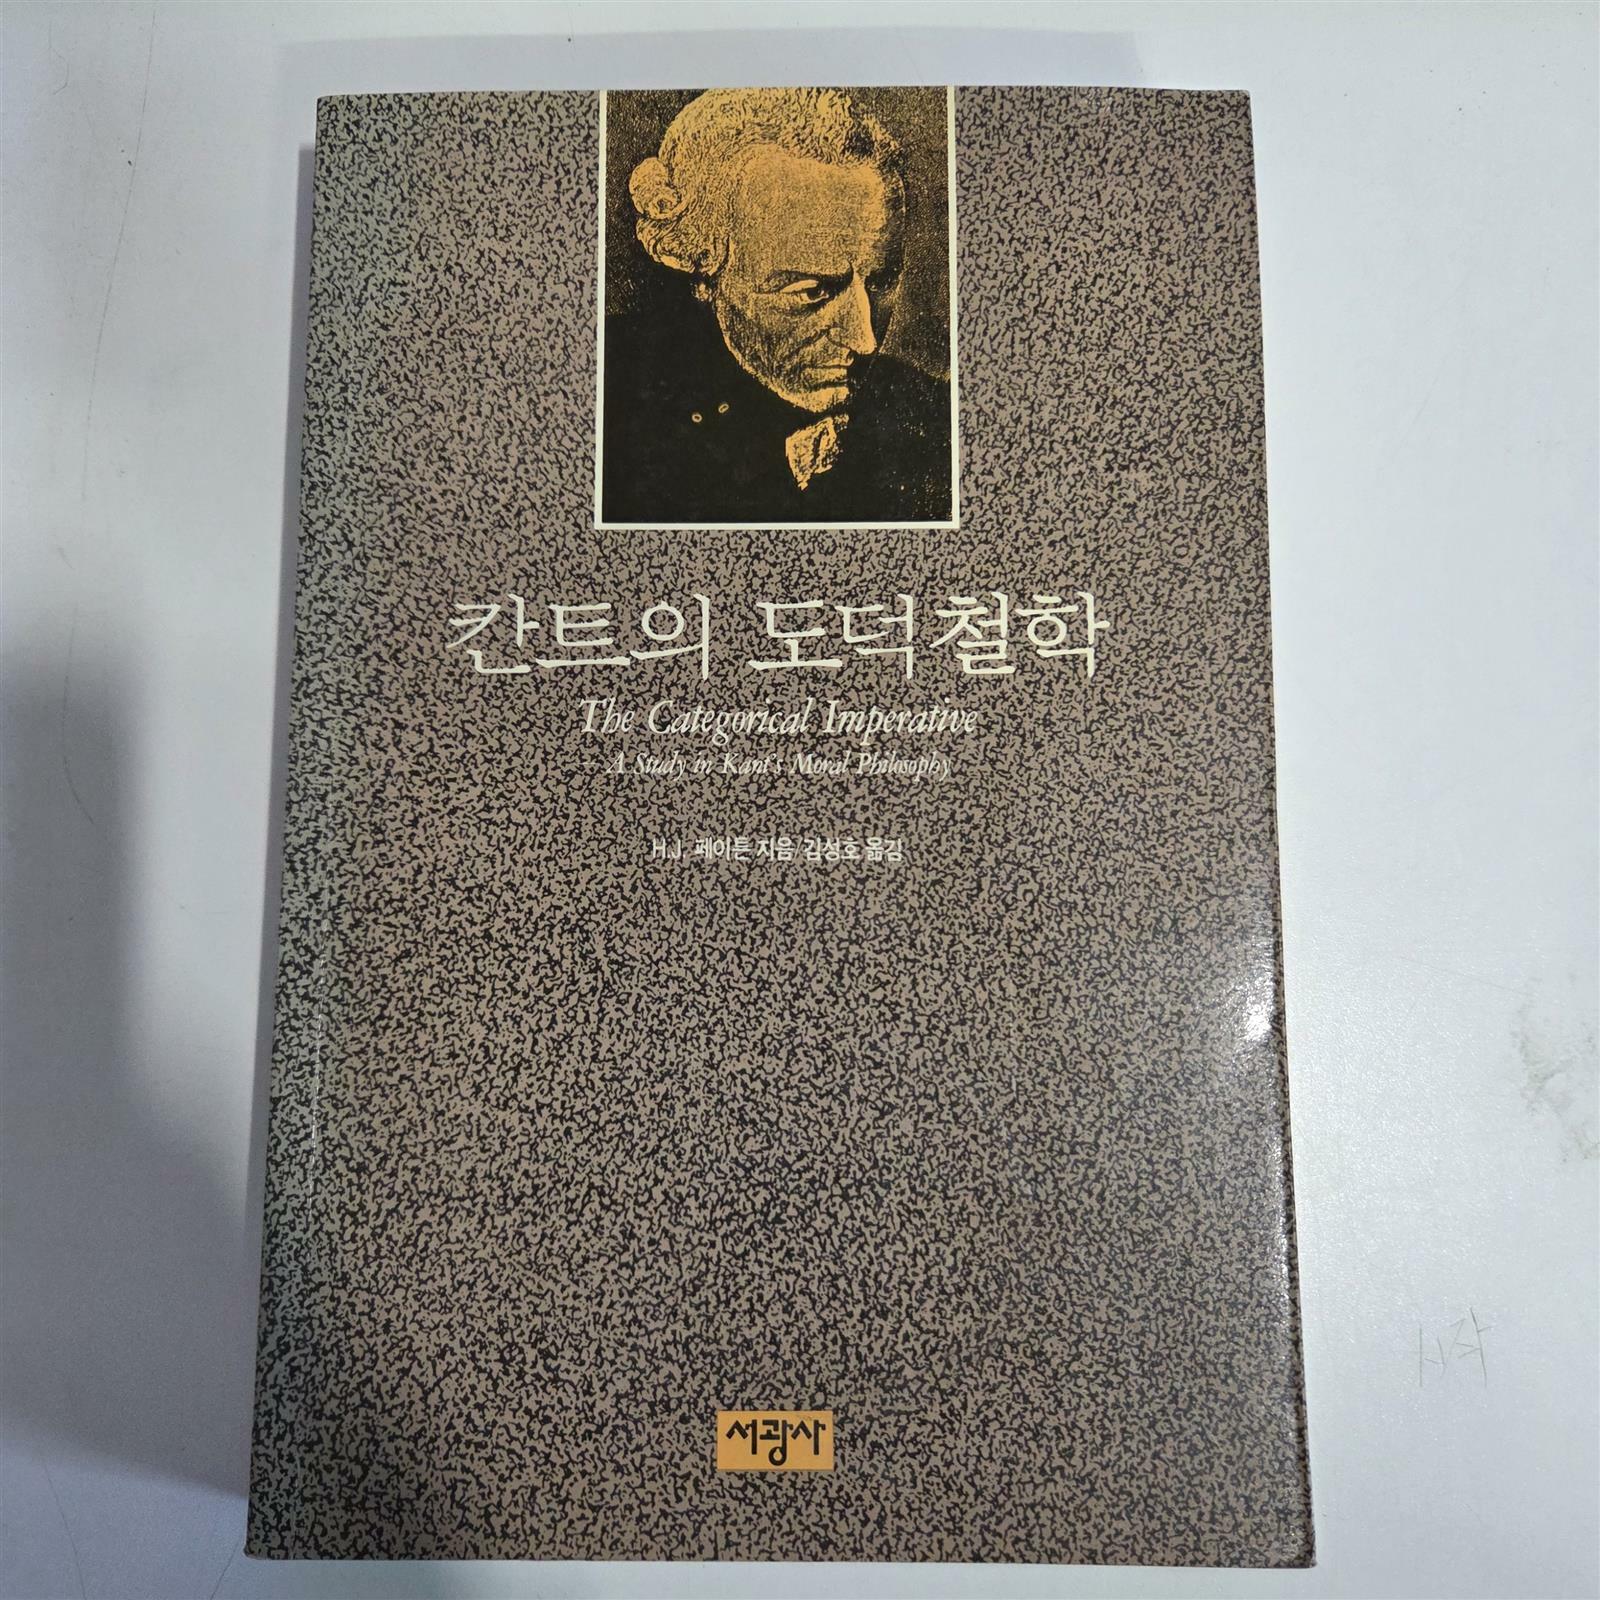 칸트의 도덕철학
The Categorical Imperative
A Study in Kant's Moral Philosophy
H.J. 페이튼 지음 김성호 옮김
서광사